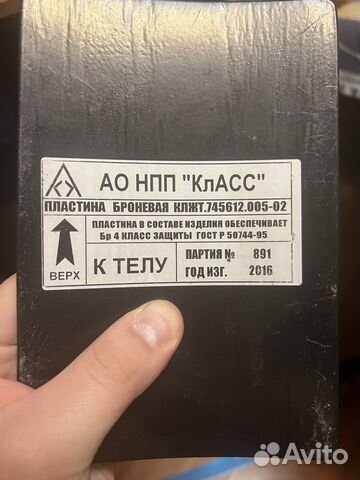 АО НПП "КлАСС"
ПЛАСТИНА БРОНЕВАЯ КЛЖТ.745612.005-02
ПЛАСТИНА В СОСТАВЕ ИЗДЕЛИЯ ОБЕСПЕЧИВАЕТ
Бр 4 КЛАСС ЗАЩИТЫ ГОСТ Р 50744-95
ВЕРХ
К ТЕЛУ
ПАРТИЯ № 891
ГОД ИЗГ. 2016
Avito